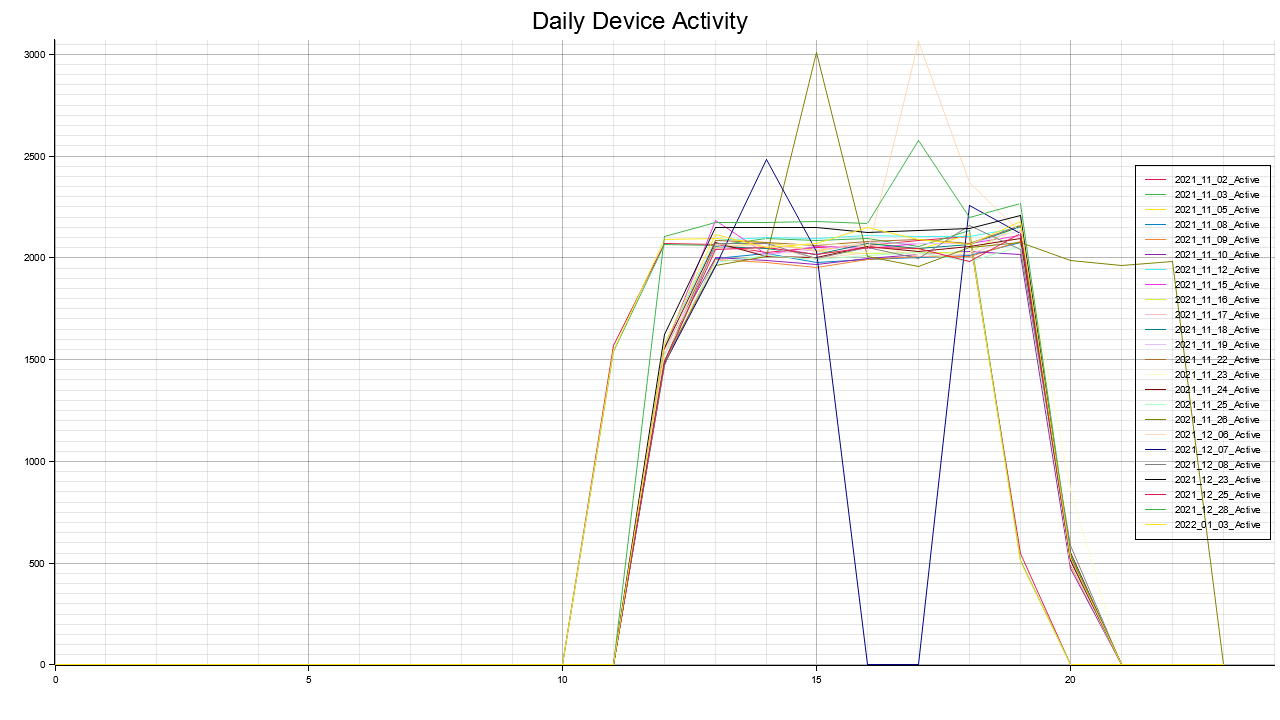 Daily Device Activity
3000
2500
2000
1500
1000
500
0
0 5 10 15 20
2021_11_02_Active
2021_11_03_Active
2021_11_05_Active
2021_11_08_Active
2021_11_09_Active
2021_11_10_Active
2021_11_12_Active
2021_11_15_Active
2021_11_16_Active
2021_11_17_Active
2021_11_18_Active
2021_11_19_Active
2021_11_22_Active
2021_11_23_Active
2021_11_24_Active
2021_11_25_Active
2021_11_26_Active
2021_12_06_Active
2021_12_07_Active
2021_12_08_Active
2021_12_23_Active
2021_12_25_Active
2021_12_28_Active
2022_01_03_Active